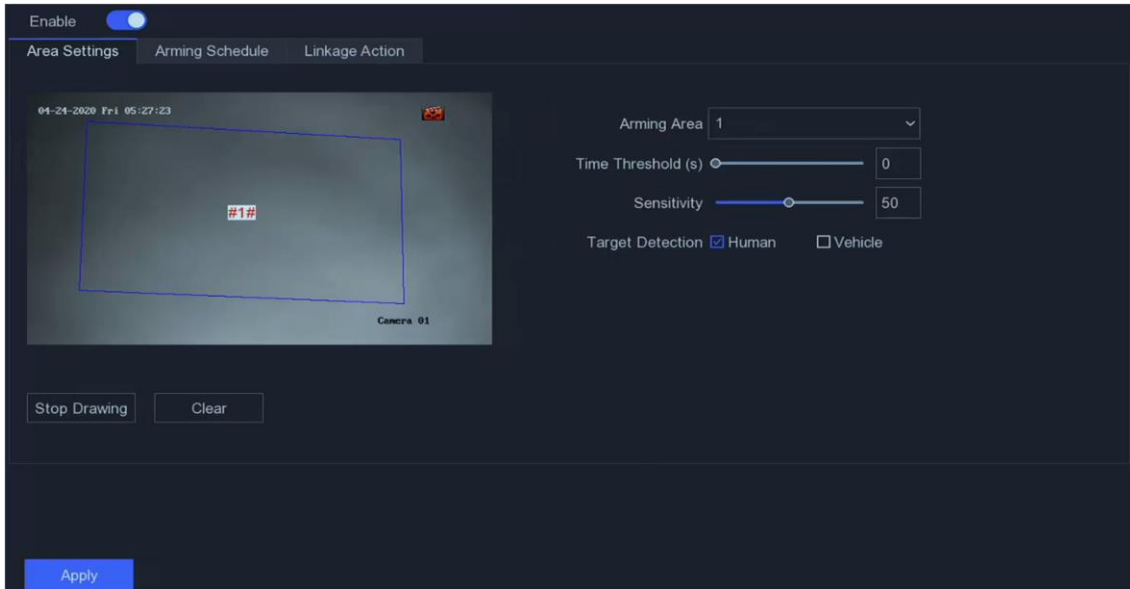 Enable
Area Settings Arming Schedule Linkage Action
04-24-2020 Fri 05:27:23
#1#
Camera 01
Arming Area 1
Time Threshold (s) 0
Sensitivity 50
Target Detection Human Vehicle
Stop Drawing Clear
Apply